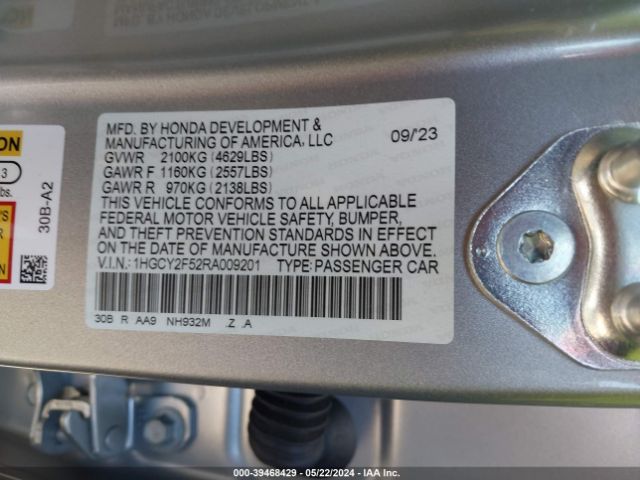 MFD. BY HONDA DEVELOPMENT &
MANUFACTURING OF AMERICA, LLC 09/'23
GVWR 2100KG (4629LBS)
GAWR F 1160KG (2557LBS)
GAWR R 970KG (2138LBS)
THIS VEHICLE CONFORMS TO ALL APPLICABLE
FEDERAL MOTOR VEHICLE SAFETY, BUMPER,
AND THEFT PREVENTION STANDARDS IN EFFECT
ON THE DATE OF MANUFACTURE SHOWN ABOVE.
V.I.N.: 1HGCY2F52RA009201 TYPE: PASSENGER CAR
30B R AA9 NH932M .Z .A
ON
3
bs.
30B-A2
000-39468429 - 05/22/2024 - IAA Inc.